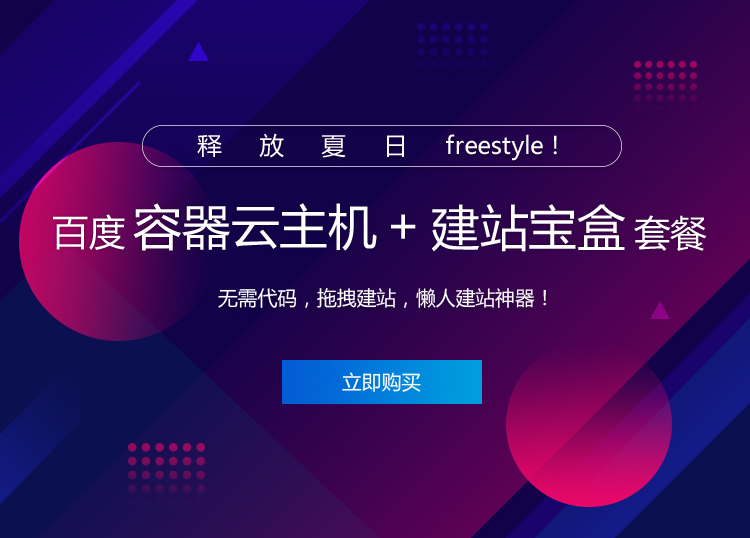 释放夏日 freestyle！
百度 容器云主机 + 建站宝盒 套餐
无需代码，拖拽建站，懒人建站神器！
立即购买